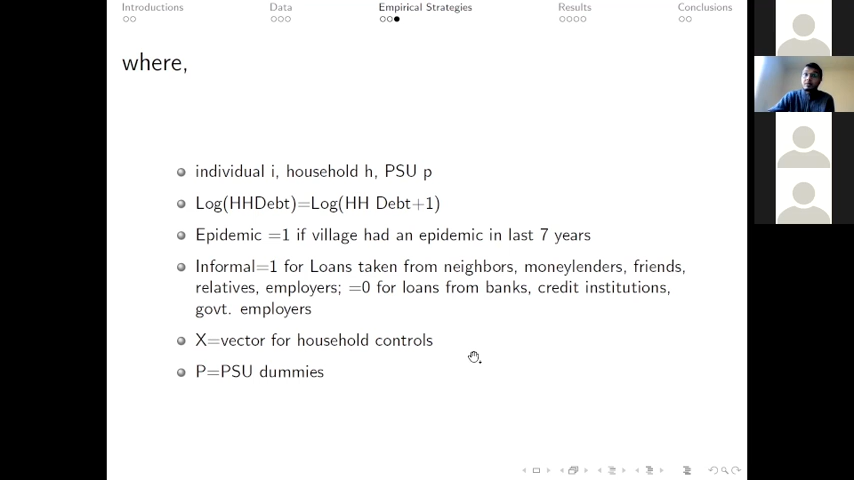 Introductions Data Empirical Strategies Results Conclusions
where,
individual i, household h, PSU p
Log(HHDebt)=Log(HH Debt+1)
Epidemic =1 if village had an epidemic in last 7 years
Informal=1 for Loans taken from neighbors, moneylenders, friends,
relatives, employers; =0 for loans from banks, credit institutions,
govt. employers
X=vector for household controls
P=PSU dummies